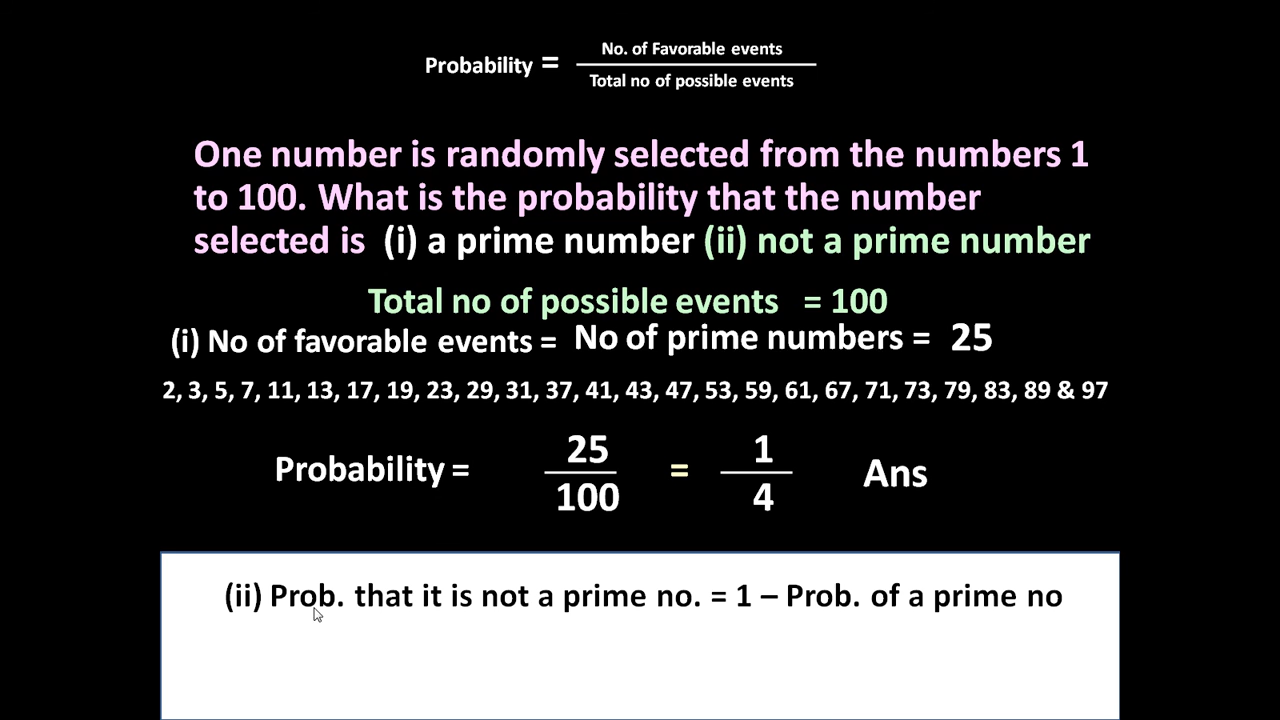 Probability = No. of Favorable events
Total no of possible events
One number is randomly selected from the numbers 1
to 100. What is the probability that the number
selected is (i) a prime number (ii) not a prime number
Total no of possible events = 100
(i) No of favorable events = No of prime numbers = 25
2, 3, 5, 7, 11, 13, 17, 19, 23, 29, 31, 37, 41, 43, 47, 53, 59, 61, 67, 71, 73, 79, 83, 89 & 97
Probability = 25 = 1 Ans
100 4
(ii) Prob. that it is not a prime no. = 1 – Prob. of a prime no